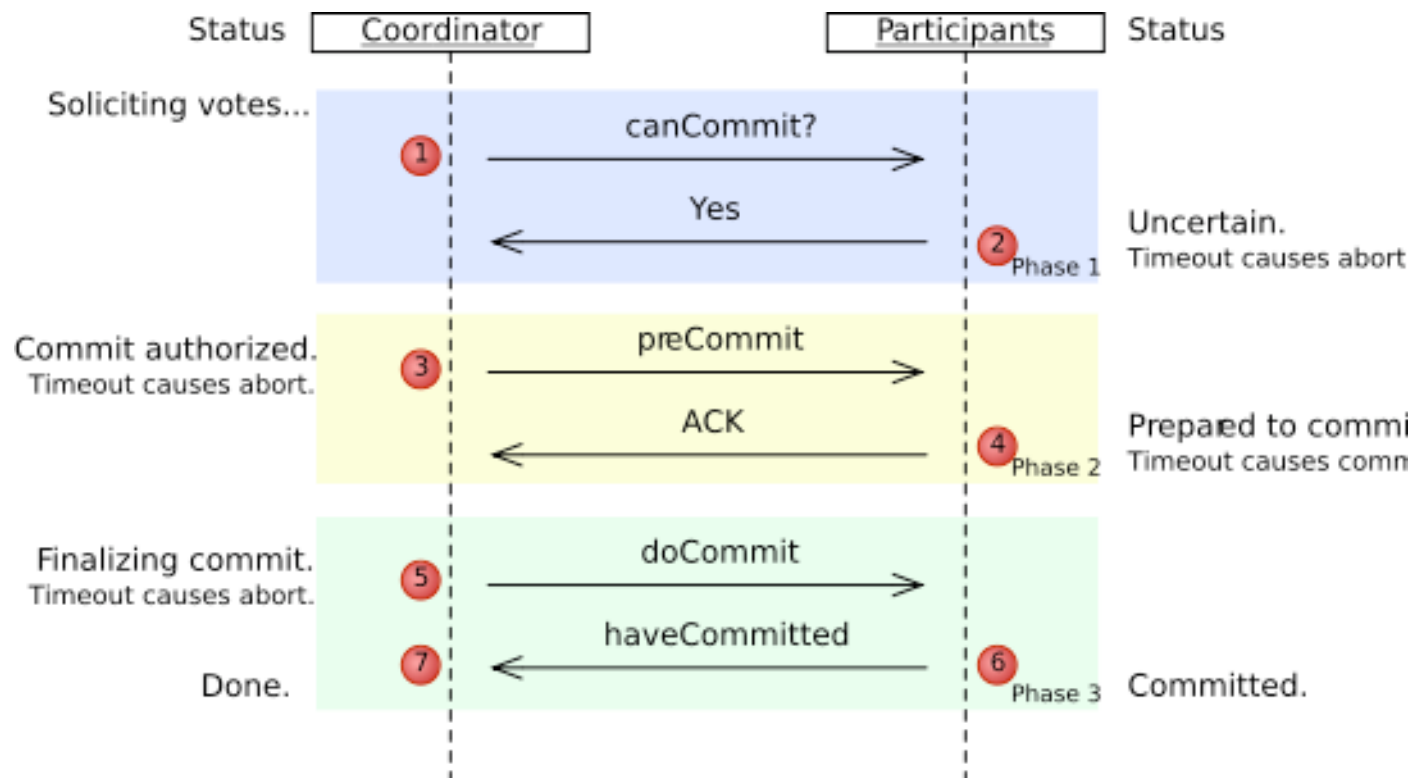 Status Coordinator Participants Status
Soliciting votes...
canCommit?
1
Yes
2
Phase 1
Uncertain.
Timeout causes abort
Commit authorized.
Timeout causes abort.
preCommit
3
ACK
4
Phase 2
Prepared to commi
Timeout causes comm
Finalizing commit.
Timeout causes abort.
doCommit
5
haveCommitted
7
6
Phase 3
Done.
Committed.